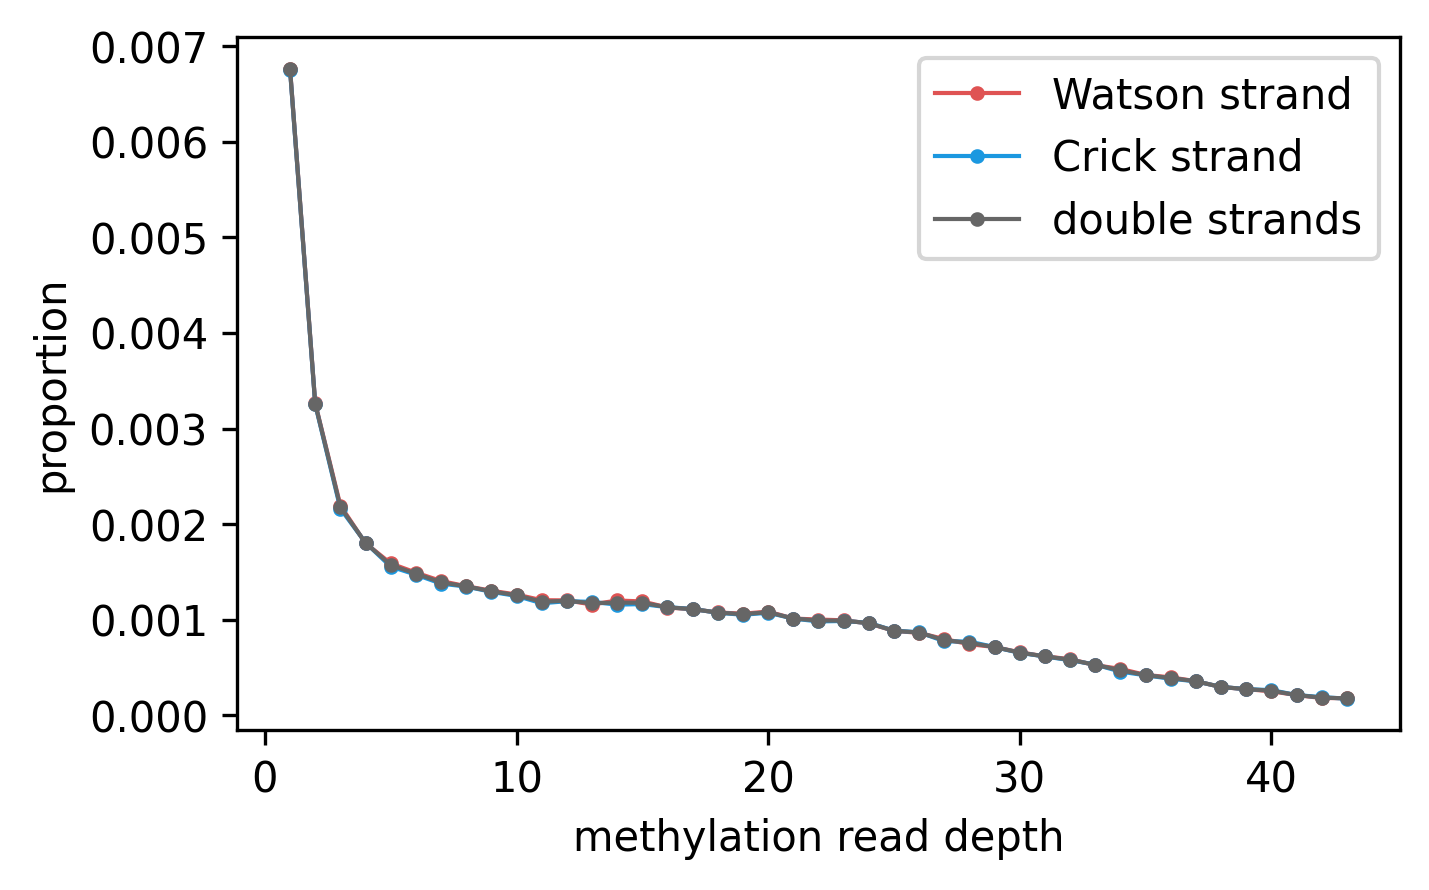 0.007
0.006
0.005
0.004
0.003
0.002
0.001
0.000
proportion
0 10 20 30 40
methylation read depth
Watson strand
Crick strand
double strands